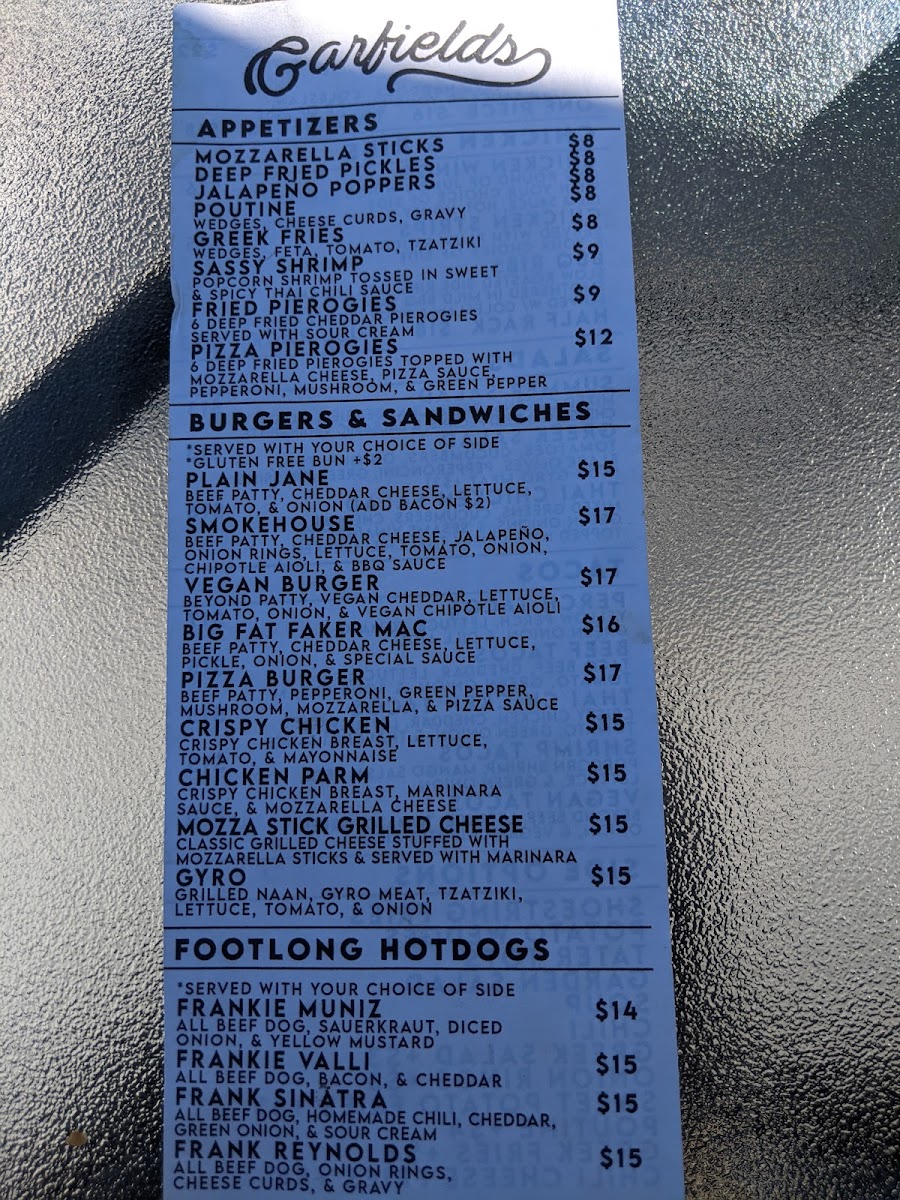 Garfields
APPETIZERS
MOZZARELLA STICKS $8
DEEP FRIED PICKLES $8
JALAPEÑO POPPERS $8
POUTINE $8
WEDGES, CHEESE CURDS, GRAVY
GREEK FRIES $8
WEDGES, FETA, TOMATO, TZATZIKI
SASSY SHRIMP $9
POPCORN SHRIMP TOSSED IN SWEET
& SPICY THAI CHILI SAUCE
FRIED PIEROGIES $9
6 DEEP FRIED CHEDDAR PIEROGIES
SERVED WITH SOUR CREAM
PIZZA PIEROGIES $12
6 DEEP FRIED PIEROGIES TOPPED WITH
MOZZARELLA CHEESE, PIZZA SAUCE,
PEPPERONI, MUSHROOM, & GREEN PEPPER
BURGERS & SANDWICHES
*SERVED WITH YOUR CHOICE OF SIDE
*GLUTEN FREE BUN +$2
PLAIN JANE $15
BEEF PATTY, CHEDDAR CHEESE, LETTUCE,
TOMATO, & ONION (ADD BACON $2)
SMOKEHOUSE $17
BEEF PATTY, CHEDDAR CHEESE, JALAPEÑO,
ONION RINGS, LETTUCE, TOMATO, ONION,
CHIPOTLE AIOLI, & BBQ SAUCE
VEGAN BURGER $17
BEYOND PATTY, VEGAN CHEDDAR, LETTUCE,
TOMATO, ONION, & VEGAN CHIPOTLE AIOLI
BIG FAT FAKER MAC $16
BEEF PATTY, CHEDDAR CHEESE, LETTUCE,
PICKLE, ONION, & SPECIAL SAUCE
PIZZA BURGER $17
BEEF PATTY, PEPPERONI, GREEN PEPPER,
MUSHROOM, MOZZARELLA, & PIZZA SAUCE
CRISPY CHICKEN $15
CRISPY CHICKEN BREAST, LETTUCE,
TOMATO, & MAYONNAISE
CHICKEN PARM $15
CRISPY CHICKEN BREAST, MARINARA
SAUCE, & MOZZARELLA CHEESE
MOZZA STICK GRILLED CHEESE $15
CLASSIC GRILLED CHEESE STUFFED WITH
MOZZARELLA STICKS & SERVED WITH MARINARA
GYRO $15
GRILLED NAAN, GYRO MEAT, TZATZIKI,
LETTUCE, TOMATO, & ONION
FOOTLONG HOTDOGS
*SERVED WITH YOUR CHOICE OF SIDE
FRANKIE MUNIZ $14
ALL BEEF DOG, SAUERKRAUT, DICED
ONION, & YELLOW MUSTARD
FRANKIE VALLI $15
ALL BEEF DOG, BACON, & CHEDDAR
FRANK SINATRA $15
ALL BEEF DOG, HOMEMADE CHILI, CHEDDAR,
GREEN ONION, & SOUR CREAM
FRANK REYNOLDS $15
ALL BEEF DOG, ONION RINGS,
CHEESE CURDS, & GRAVY